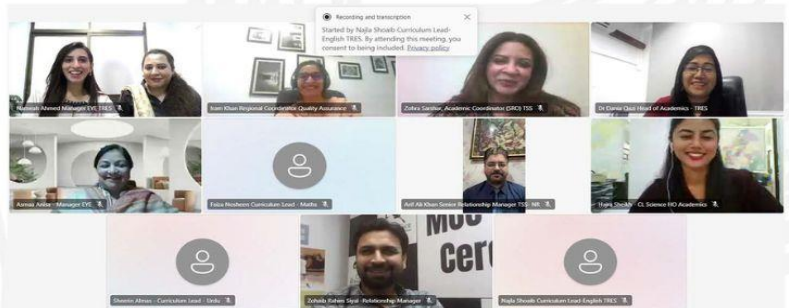 Recording and transcription
Started by Najla Shoaib-Curriculum Lead-
English TRES. By attending this meeting, you
consent to being included. Privacy policy
Nameah Ahmed Manager EYE TRES
Iram Khan Regional Coordinator Quality Assurance
Zohra Sarwar, Academic Coordinator (SRO) TSS
Dr Dania Qazi Head of Academics - TRES
Asmaa Anise - Manager EYE
Faiza Nosheen Curriculum Lead - Maths
Arif Ali Khan Senior Relationship Manager TSS- NR
Hajra Sheikh - CL Science HO Academics
Sheerin Almas - Curriculum Lead - Urdu
Zohaib Rahim Siyal -Relationship Manager
Najla Shoaib Curriculum Lead-English TRES